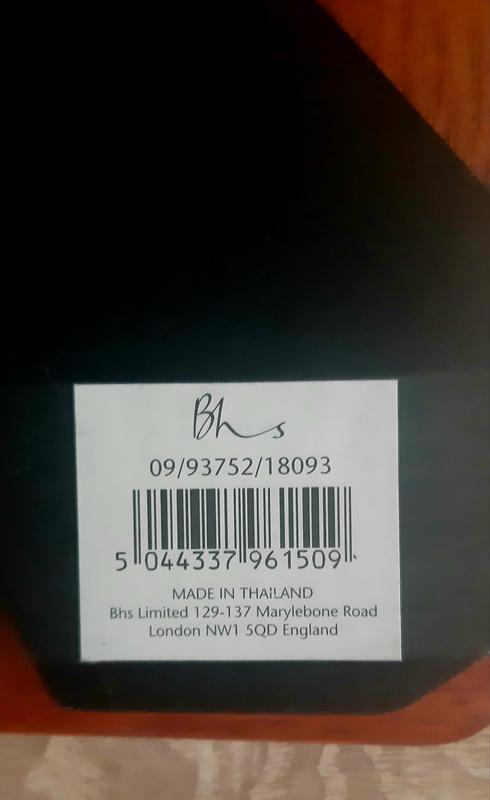 Bhs
09/93752/18093
5 044337 961509
MADE IN THAILAND
Bhs Limited 129-137 Marylebone Road
London NW1 5QD England